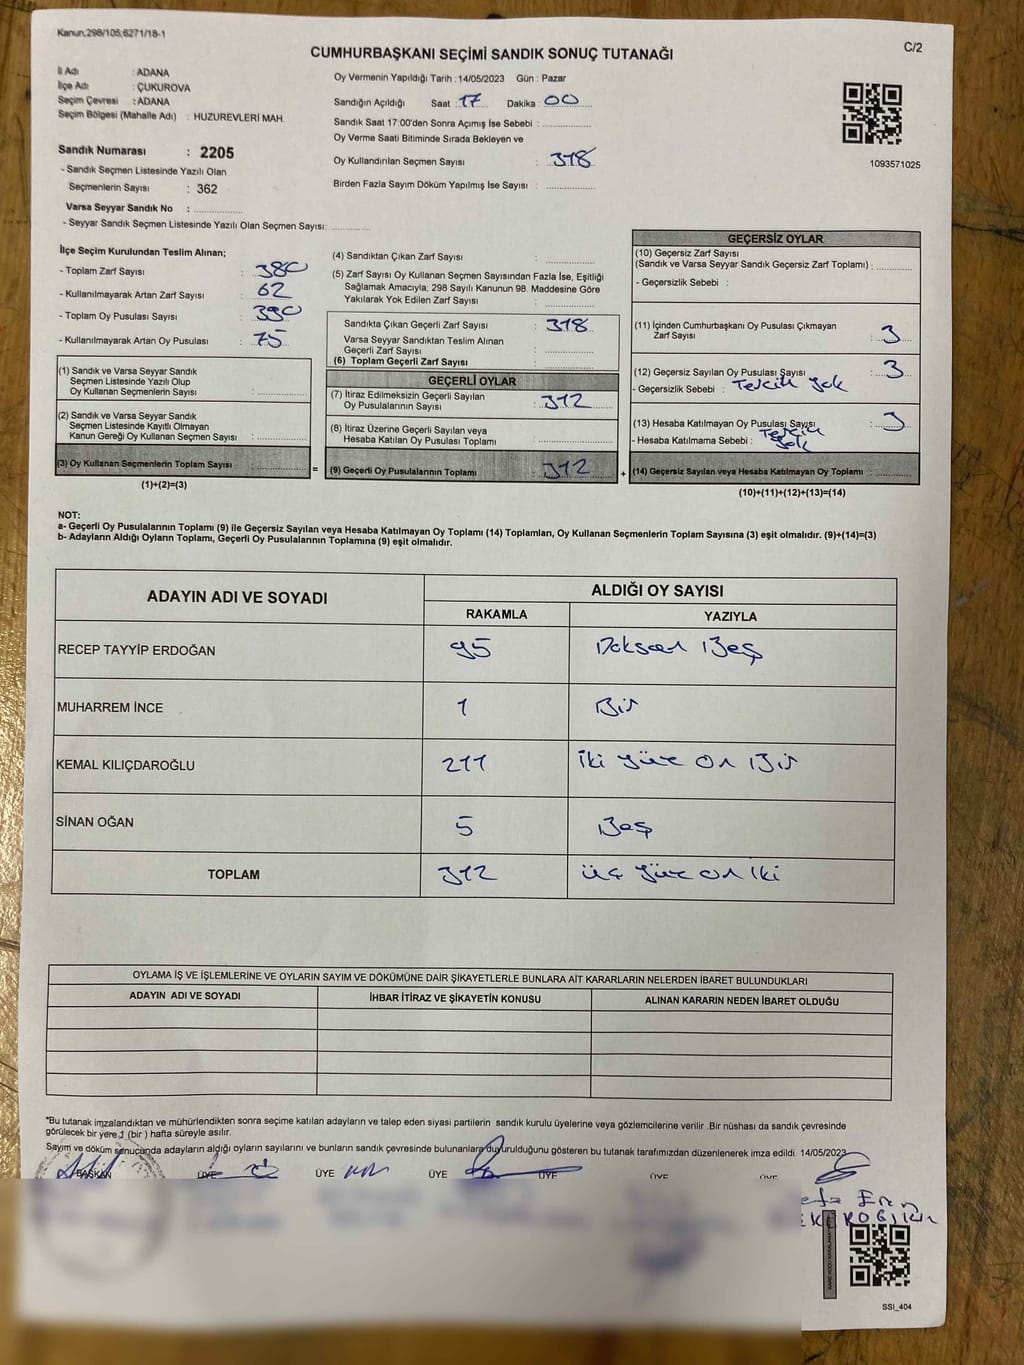 Kanun;298/105;6271/18-1
C/2
CUMHURBAŞKANI SEÇİMİ SANDIK SONUÇ TUTANAĞI
İl Adı : ADANA
İlçe Adı : ÇUKUROVA
Seçim Çevresi : ADANA
Seçim Bölgesi (Mahalle Adı) : HUZUREVLERİ MAH.
Sandık Numarası : 2205
- Sandık Seçmen Listesinde Yazılı Olan
Seçmenlerin Sayısı : 362
Varsa Seyyar Sandık No :
- Seyyar Sandık Seçmen Listesinde Yazılı Olan Seçmen Sayısı:
Oy Vermenin Yapıldığı Tarih :14/05/2023 Gün : Pazar
Sandığın Açıldığı Saat 17 Dakika 00
Sandık Saat 17:00'den Sonra Açımış İse Sebebi :
Oy Verme Saati Bitiminde Sırada Bekleyen ve
Oy Kullandırılan Seçmen Sayısı : 318
Birden Fazla Sayım Döküm Yapılmış İse Sayısı :
1093571025
İlçe Seçim Kurulundan Teslim Alınan;
- Toplam Zarf Sayısı : 380
- Kullanılmayarak Artan Zarf Sayısı : 62
- Toplam Oy Pusulası Sayısı : 390
- Kullanılmayarak Artan Oy Pusulası : 75
(1) Sandık ve Varsa Seyyar Sandık
Seçmen Listesinde Yazılı Olup
Oy Kullanan Seçmenlerin Sayısı :
(2) Sandık ve Varsa Seyyar Sandık
Seçmen Listesinde Kayıtlı Olmayan
Kanun Gereği Oy Kullanan Seçmen Sayısı :
(3) Oy Kullanan Seçmenlerin Toplam Sayısı :
(1)+(2)=(3)
=
(4) Sandıktan Çıkan Zarf Sayısı :
(5) Zarf Sayısı Oy Kullanan Seçmen Sayısından Fazla İse, Eşitliği
Sağlamak Amacıyla; 298 Sayılı Kanunun 98. Maddesine Göre
Yakılarak Yok Edilen Zarf Sayısı :
Sandıkta Çıkan Geçerli Zarf Sayısı : 318
Varsa Seyyar Sandıktan Teslim Alınan
Geçerli Zarf Sayısı :
(6) Toplam Geçerli Zarf Sayısı :
GEÇERLİ OYLAR
(7) İtiraz Edilmeksizin Geçerli Sayılan
Oy Pusulalarının Sayısı : 312
(8) İtiraz Üzerine Geçerli Sayılan veya
Hesaba Katılan Oy Pusulası Toplamı :
(9) Geçerli Oy Pusulalarının Toplamı : 312
+
GEÇERSİZ OYLAR
(10) Geçersiz Zarf Sayısı
(Sandık ve Varsa Seyyar Sandık Geçersiz Zarf Toplamı) :
- Geçersizlik Sebebi :
(11) İçinden Cumhurbaşkanı Oy Pusulası Çıkmayan
Zarf Sayısı : 3
(12) Geçersiz Sayılan Oy Pusulası Sayısı : 3
- Geçersizlik Sebebi : Tercih yok
(13) Hesaba Katılmayan Oy Pusulası Sayısı : 3
- Hesaba Katılmama Sebebi : Tercih yok
(14) Geçersiz Sayılan veya Hesaba Katılmayan Oy Toplamı :
(10)+(11)+(12)+(13)=(14)
NOT:
a- Geçerli Oy Pusulalarının Toplamı (9) ile Geçersiz Sayılan veya Hesaba Katılmayan Oy Toplamı (14) Toplamları, Oy Kullanan Seçmenlerin Toplam Sayısına (3) eşit olmalıdır. (9)+(14)=(3)
b- Adayların Aldığı Oyların Toplamı, Geçerli Oy Pusulalarının Toplamına (9) eşit olmalıdır.
ADAYIN ADI VE SOYADI
ALDIĞI OY SAYISI
RAKAMLA YAZIYLA
RECEP TAYYİP ERDOĞAN 95 Doksan Beş
MUHARREM İNCE 1 Bir
KEMAL KILIÇDAROĞLU 211 İki yüz On Bir
SİNAN OĞAN 5 Beş
TOPLAM 312 Üç yüz on İki
OYLAMA İŞ VE İŞLEMLERİNE VE OYLARIN SAYIM VE DÖKÜMÜNE DAİR ŞİKAYETLERLE BUNLARA AİT KARARLARIN NELERDEN İBARET BULUNDUKLARI
ADAYIN ADI VE SOYADI İHBAR İTİRAZ VE ŞİKAYETİN KONUSU ALINAN KARARIN NEDEN İBARET OLDUĞU
*Bu tutanak imzalandıktan ve mühürlendikten sonra seçime katılan adayların ve talep eden siyasi partilerin sandık kurulu üyelerine veya gözlemcilerine verilir .Bir nüshası da sandık çevresinde
görülecek bir yere 1 (bir ) hafta süreyle asılır.
Sayım ve döküm sonucunda adayların aldığı oyların sayılarını ve bunların sandık çevresinde bulunanlara duyurulduğunu gösteren bu tutanak tarafımızdan düzenlenerek imza edildi. 14/05/2023
BAŞKAN ÜYE ÜYE ÜYE ÜYE ÜYE ÜYE
SSI_404